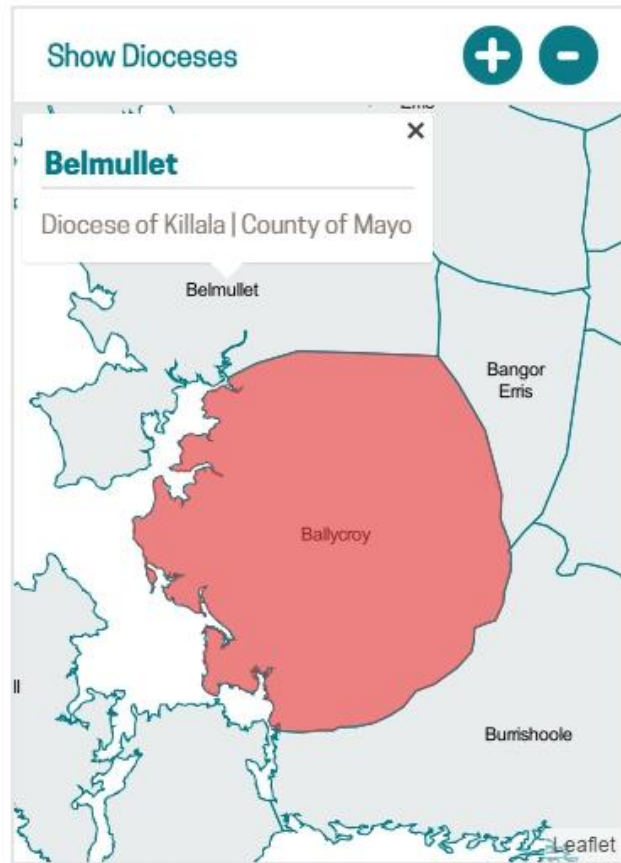 Show Dioceses
+ -
×
Belmullet
Diocese of Killala | County of Mayo
Belmullet
Bangor
Erris
Ballycroy
Burrishoole
Leaflet